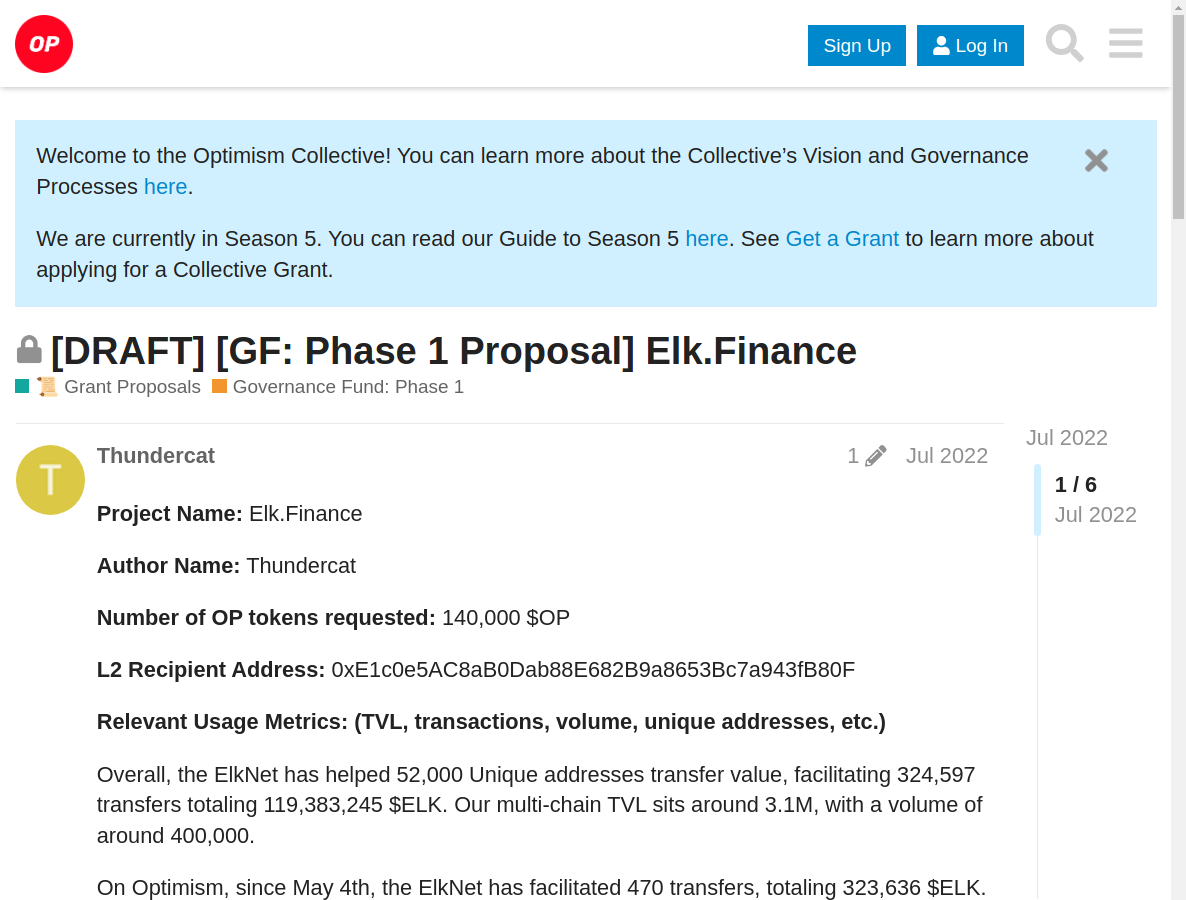 OP
Sign Up
Log In
Welcome to the Optimism Collective! You can learn more about the Collective’s Vision and Governance
Processes here.
We are currently in Season 5. You can read our Guide to Season 5 here. See Get a Grant to learn more about
applying for a Collective Grant.
[DRAFT] [GF: Phase 1 Proposal] Elk.Finance
📜 Grant Proposals Governance Fund: Phase 1
T
Thundercat
1 Jul 2022
Jul 2022
1 / 6
Jul 2022
Project Name: Elk.Finance
Author Name: Thundercat
Number of OP tokens requested: 140,000 $OP
L2 Recipient Address: 0xE1c0e5AC8aB0Dab88E682B9a8653Bc7a943fB80F
Relevant Usage Metrics: (TVL, transactions, volume, unique addresses, etc.)
Overall, the ElkNet has helped 52,000 Unique addresses transfer value, facilitating 324,597
transfers totaling 119,383,245 $ELK. Our multi-chain TVL sits around 3.1M, with a volume of
around 400,000.
On Optimism, since May 4th, the ElkNet has facilitated 470 transfers, totaling 323,636 $ELK.